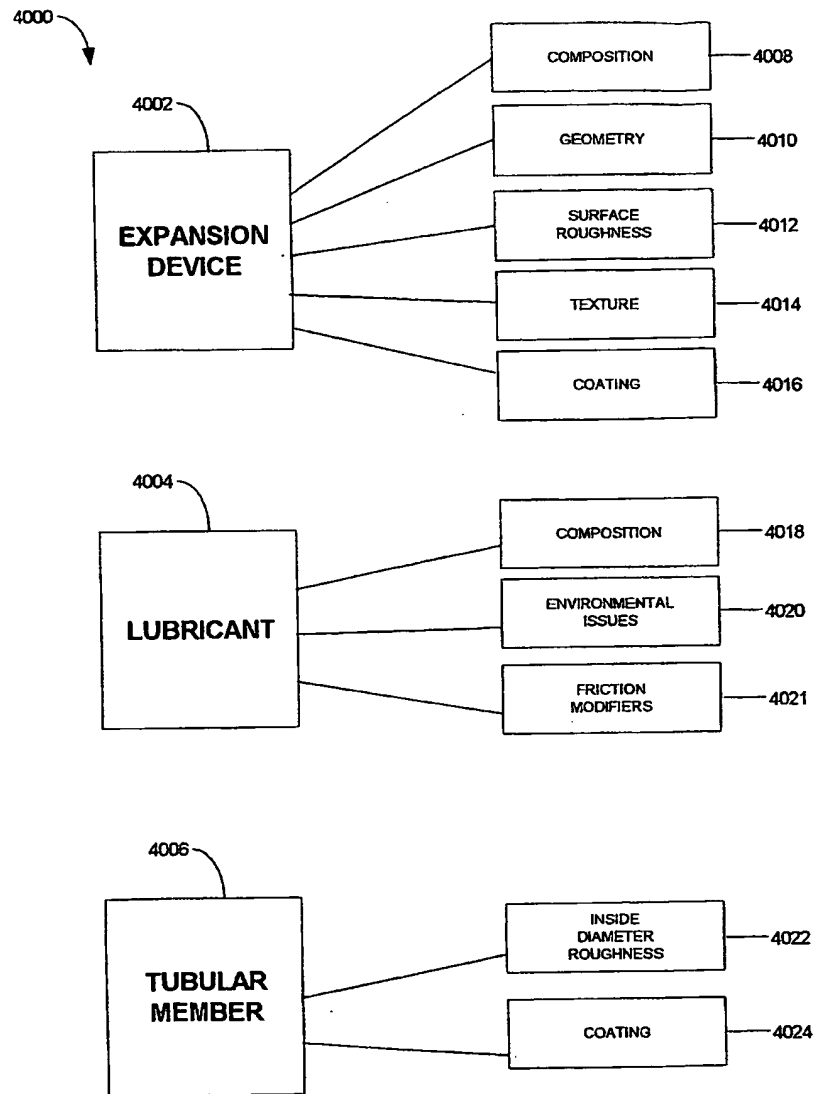 4000
4002
EXPANSION
DEVICE
COMPOSITION
4008
GEOMETRY
4010
SURFACE
ROUGHNESS
4012
TEXTURE
4014
COATING
4016
4004
LUBRICANT
COMPOSITION
4018
ENVIRONMENTAL
ISSUES
4020
FRICTION
MODIFIERS
4021
4006
TUBULAR
MEMBER
INSIDE
DIAMETER
ROUGHNESS
4022
COATING
4024